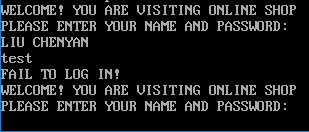 WELCOME! YOU ARE VISITING ONLINE SHOP
PLEASE ENTER YOUR NAME AND PASSWORD:
LIU CHENYAN
test
FAIL TO LOG IN!
WELCOME! YOU ARE VISITING ONLINE SHOP
PLEASE ENTER YOUR NAME AND PASSWORD: